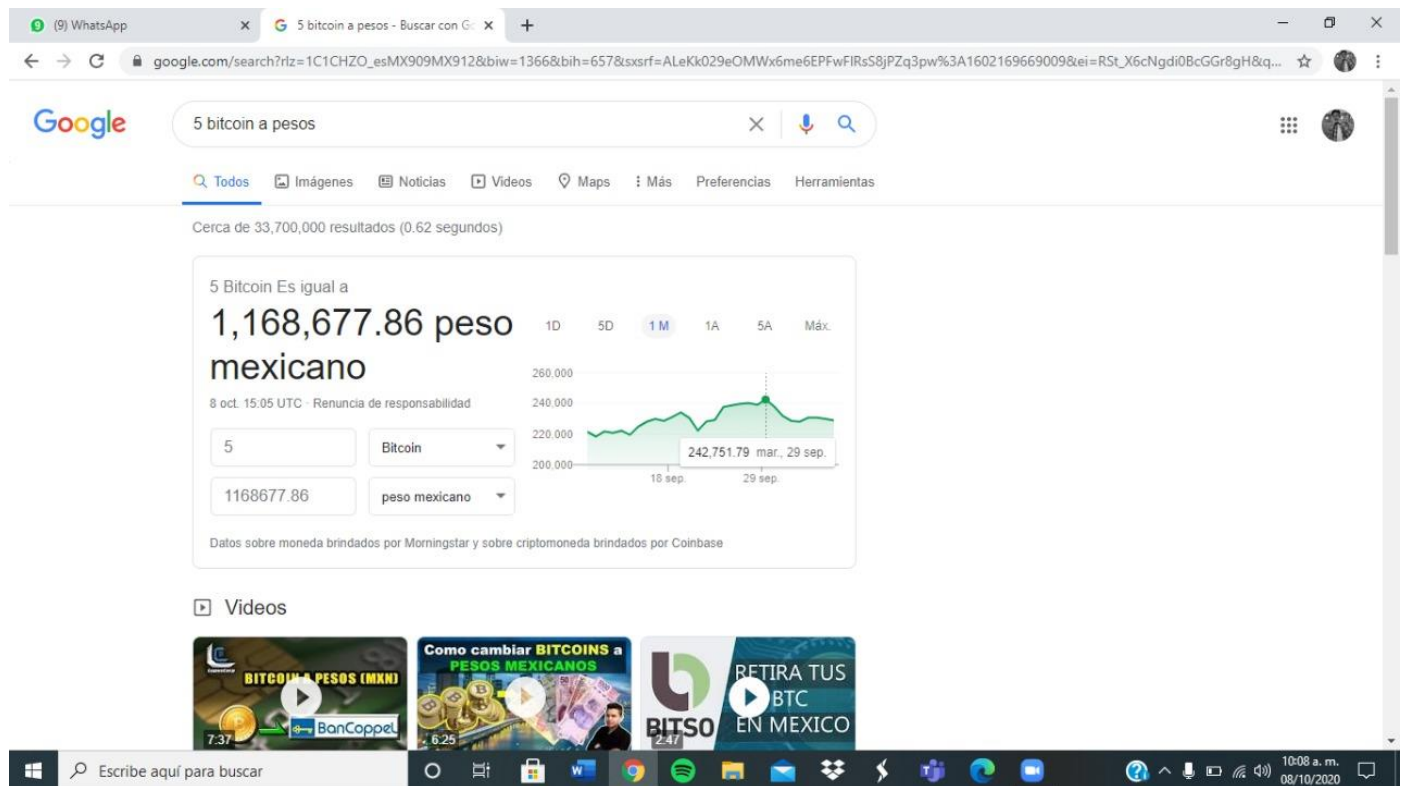 (9) WhatsApp
5 bitcoin a pesos - Buscar con Go
google.com/search?rlz=1C1CHZO_esMX909MX912&biw=1366&bih=657&sxsrf=ALeKk029eOMWx6me6EPFwFlRsS8jPZq3pw%3A1602169669009&ei=RSt_X6cNgdi0BcGGr8gH&q...
Google
5 bitcoin a pesos
Todos Imágenes Noticias Videos Maps Más Preferencias Herramientas
Cerca de 33,700,000 resultados (0.62 segundos)
5 Bitcoin Es igual a
1,168,677.86 peso
mexicano
8 oct. 15:05 UTC · Renuncia de responsabilidad
5 Bitcoin
1168677.86 peso mexicano
1D 5D 1 M 1A 5A Máx.
260,000
240,000
220,000
200,000
242,751.79 mar., 29 sep.
18 sep. 29 sep.
Datos sobre moneda brindados por Morningstar y sobre criptomoneda brindados por Coinbase
Videos
BITCOIN A PESOS (MXN)
BanCoppel
7:37
Como cambiar BITCOINS a
PESOS MEXICANOS
6:25
BITSO
RETIRA TUS
BTC
EN MEXICO
2:47
Escribe aquí para buscar
10:08 a. m.
08/10/2020